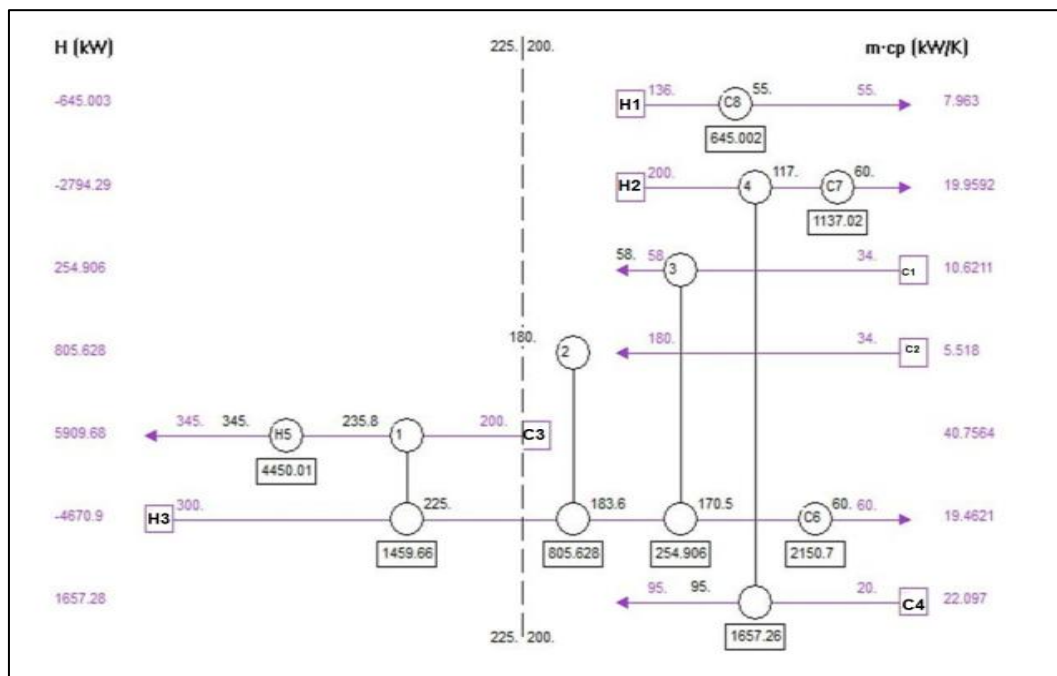 H (kW) 225. 200. m·cp (kW/K)
-645.003 H1 136. C8 55. 55. 7.963
645.002
-2794.29 H2 200. 4 117. C7 60. 19.9592
1137.02
254.906 58. 58. 3 34. C1 10.6211
805.628 180. 2 180. 34. C2 5.518
5909.68 345. 345. H5 235.8 1 200. C3 40.7564
4450.01
-4670.9 H3 300. 225. 183.6 170.5 C6 60. 60. 19.4621
1459.66 805.628 254.906 2150.7
1657.28 95. 95. 20. C4 22.097
1657.26
225. 200.